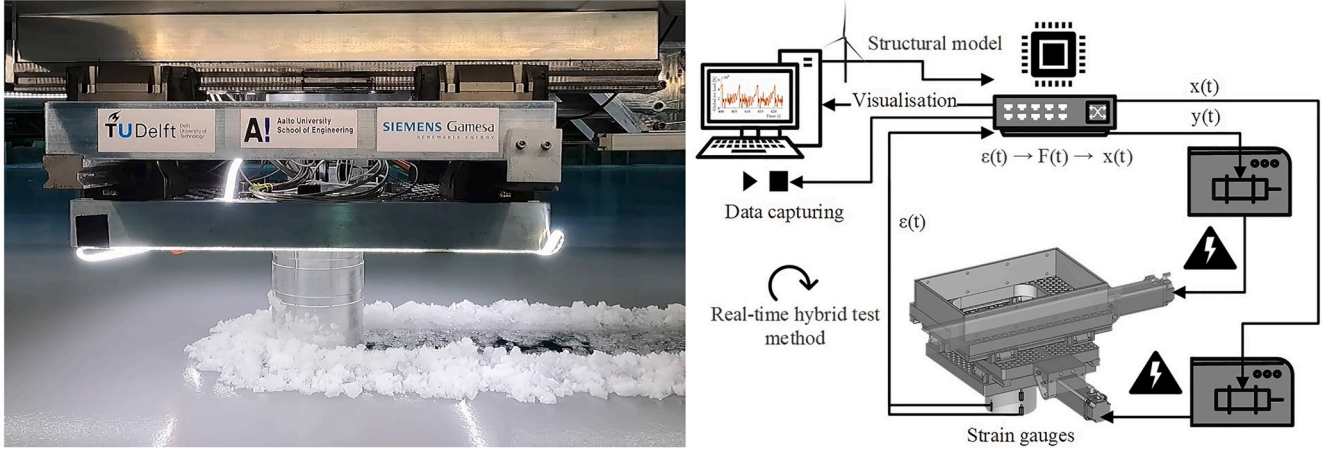 TU Delft
Delft
University of
Technology
A!
Aalto University
School of Engineering
SIEMENS Gamesa
RENEWABLE ENERGY
Structural model
Visualisation
x(t)
y(t)
ε(t) → F(t) → x(t)
Data capturing
ε(t)
Real-time hybrid test
method
Strain gauges